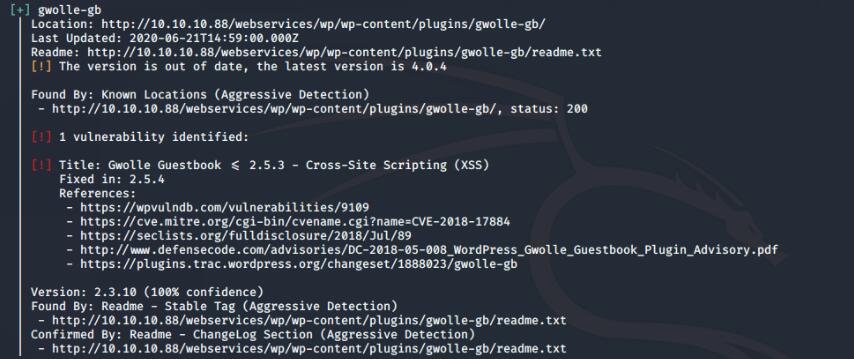 [+] gwolle-gb
Location: http://10.10.10.88/webservices/wp/wp-content/plugins/gwolle-gb/
Last Updated: 2020-06-21T14:59:00.000Z
Readme: http://10.10.10.88/webservices/wp/wp-content/plugins/gwolle-gb/readme.txt
[!] The version is out of date, the latest version is 4.0.4
Found By: Known Locations (Aggressive Detection)
- http://10.10.10.88/webservices/wp/wp-content/plugins/gwolle-gb/, status: 200
[!] 1 vulnerability identified:
[!] Title: Gwolle Guestbook <= 2.5.3 - Cross-Site Scripting (XSS)
Fixed in: 2.5.4
References:
- https://wpvulndb.com/vulnerabilities/9109
- https://cve.mitre.org/cgi-bin/cvename.cgi?name=CVE-2018-17884
- https://seclists.org/fulldisclosure/2018/Jul/89
- http://www.defensecode.com/advisories/DC-2018-05-008_WordPress_Gwolle_Guestbook_Plugin_Advisory.pdf
- https://plugins.trac.wordpress.org/changeset/1888023/gwolle-gb
Version: 2.3.10 (100% confidence)
Found By: Readme - Stable Tag (Aggressive Detection)
- http://10.10.10.88/webservices/wp/wp-content/plugins/gwolle-gb/readme.txt
Confirmed By: Readme - ChangeLog Section (Aggressive Detection)
- http://10.10.10.88/webservices/wp/wp-content/plugins/gwolle-gb/readme.txt